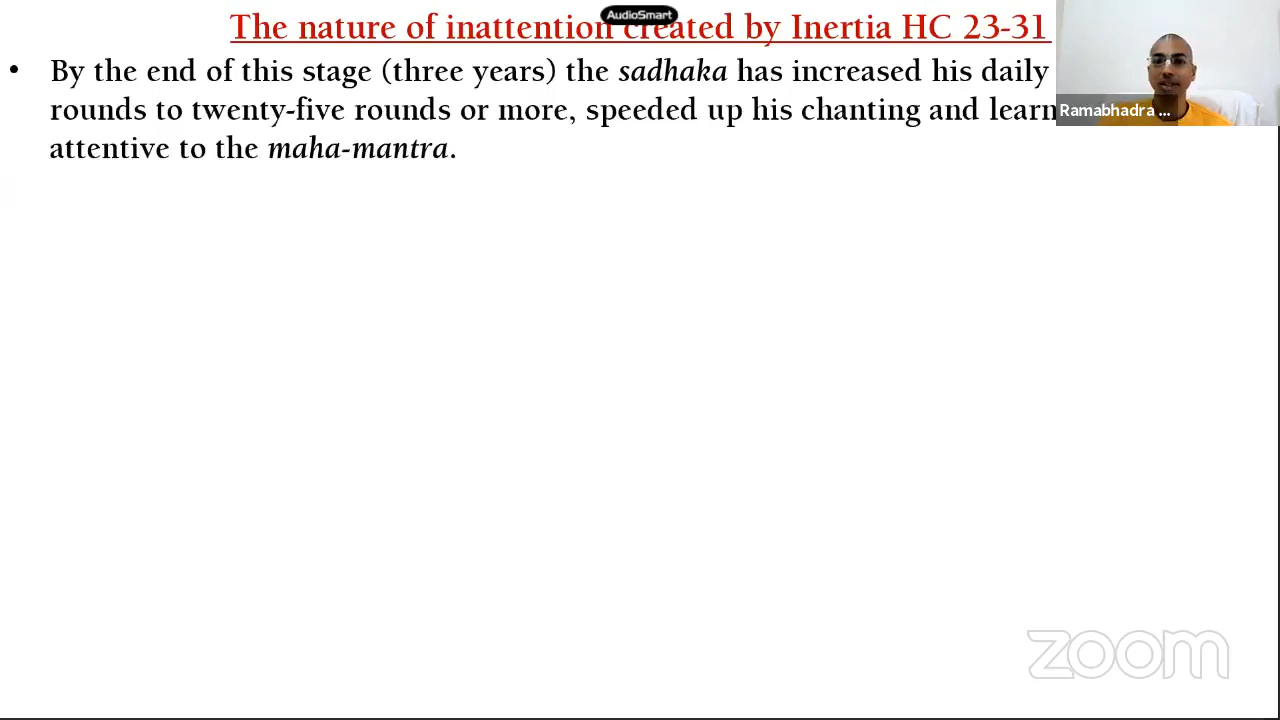 AudioSmart
The nature of inattention created by Inertia HC 23-31
• By the end of this stage (three years) the sadhaka has increased his daily
rounds to twenty-five rounds or more, speeded up his chanting and learn
attentive to the maha-mantra.
Ramabhadra ...
zoom